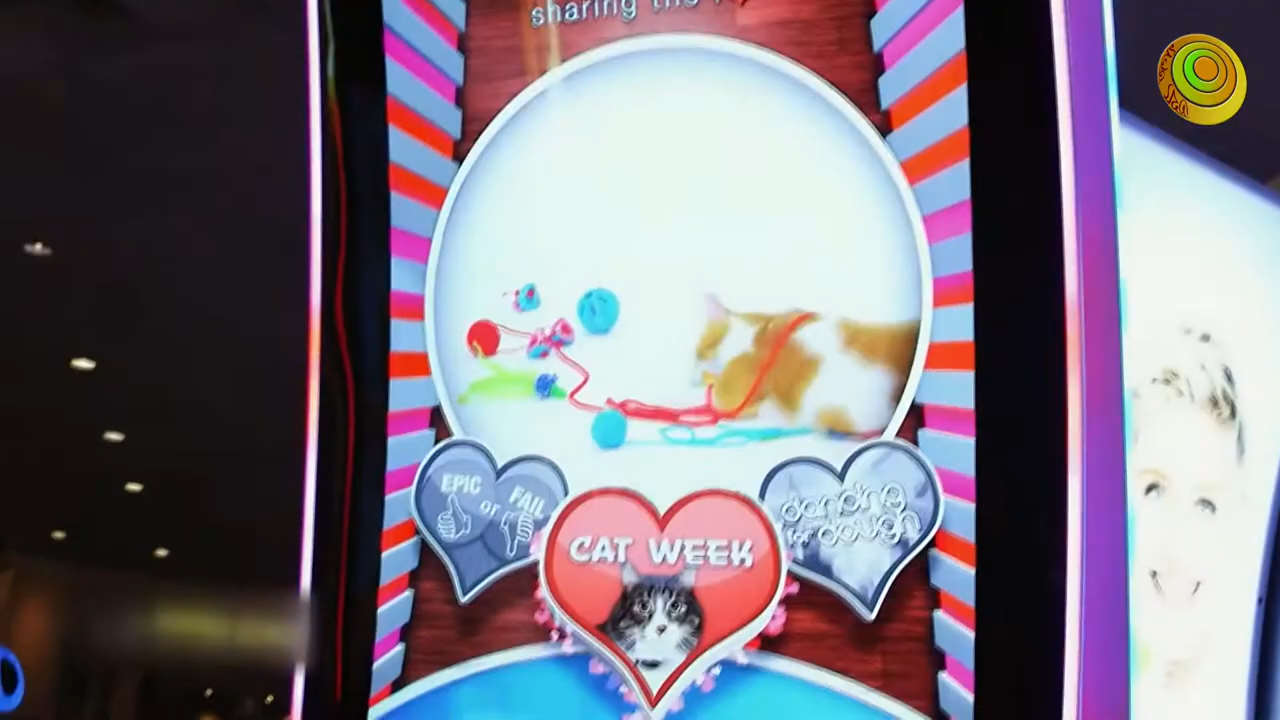 sharing the
EPIC
or
FAIL
CAT WEEK
dancing
for dough